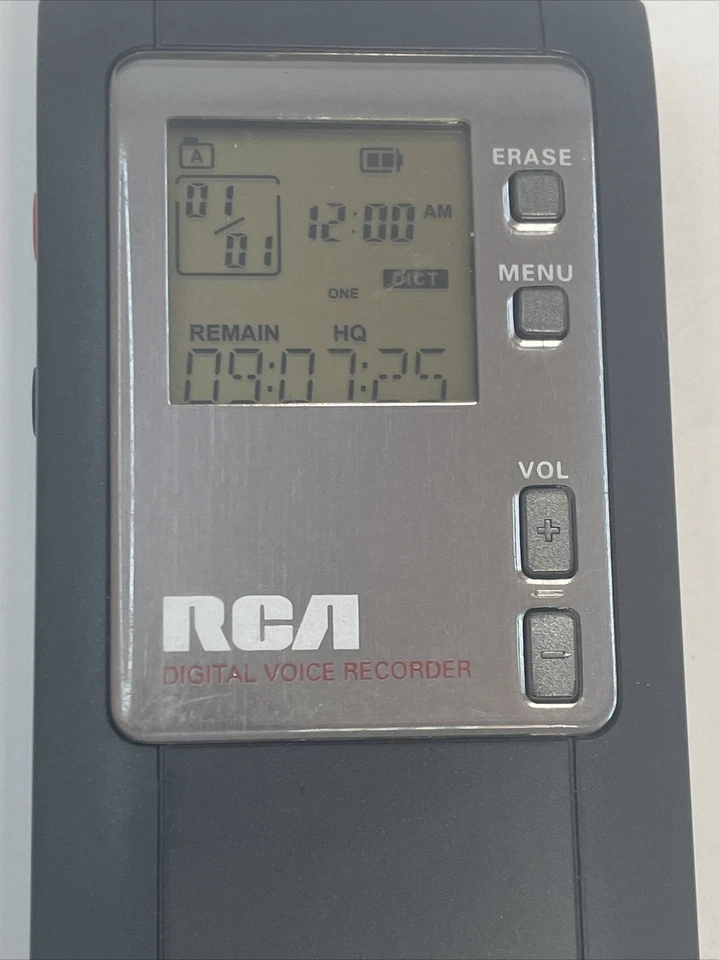 A
ERASE
01/01
12:00 AM
DICT
ONE
MENU
REMAIN HQ
09:07:25
VOL
+
-
RCA
DIGITAL VOICE RECORDER